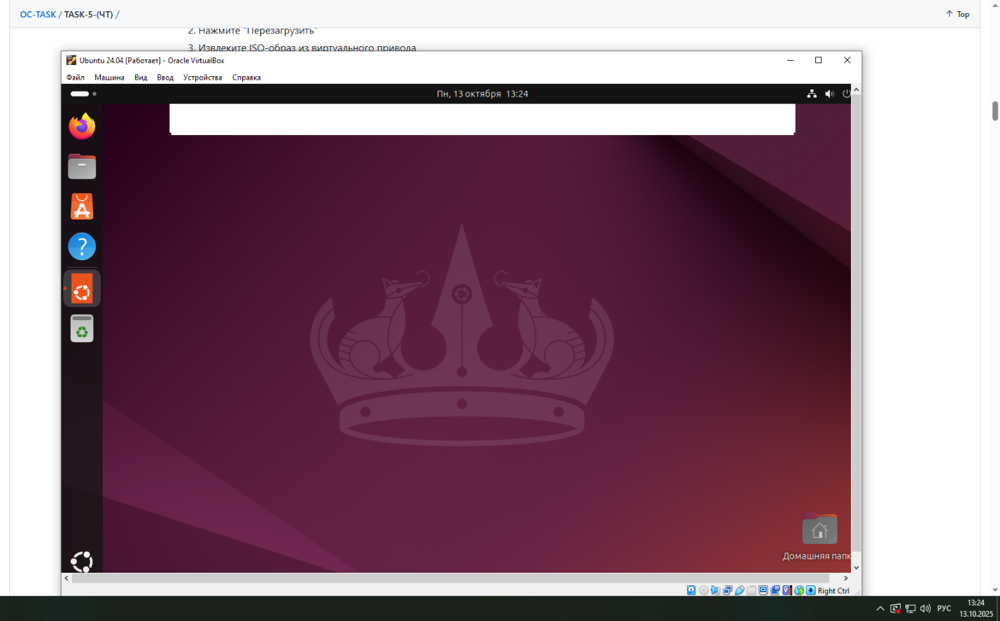 OC-TASK / TASK-5-(ЧТ) /
Top
2. Нажмите "Перезагрузить"
3. Извлеките ISO-образ из виртуального привода
Ubuntu 24.04 [Работает] - Oracle VirtualBox
Файл Машина Вид Ввод Устройства Справка
Пн, 13 октября 13:24
Домашняя папк
Right Ctrl
РУС
13:24
13.10.2025